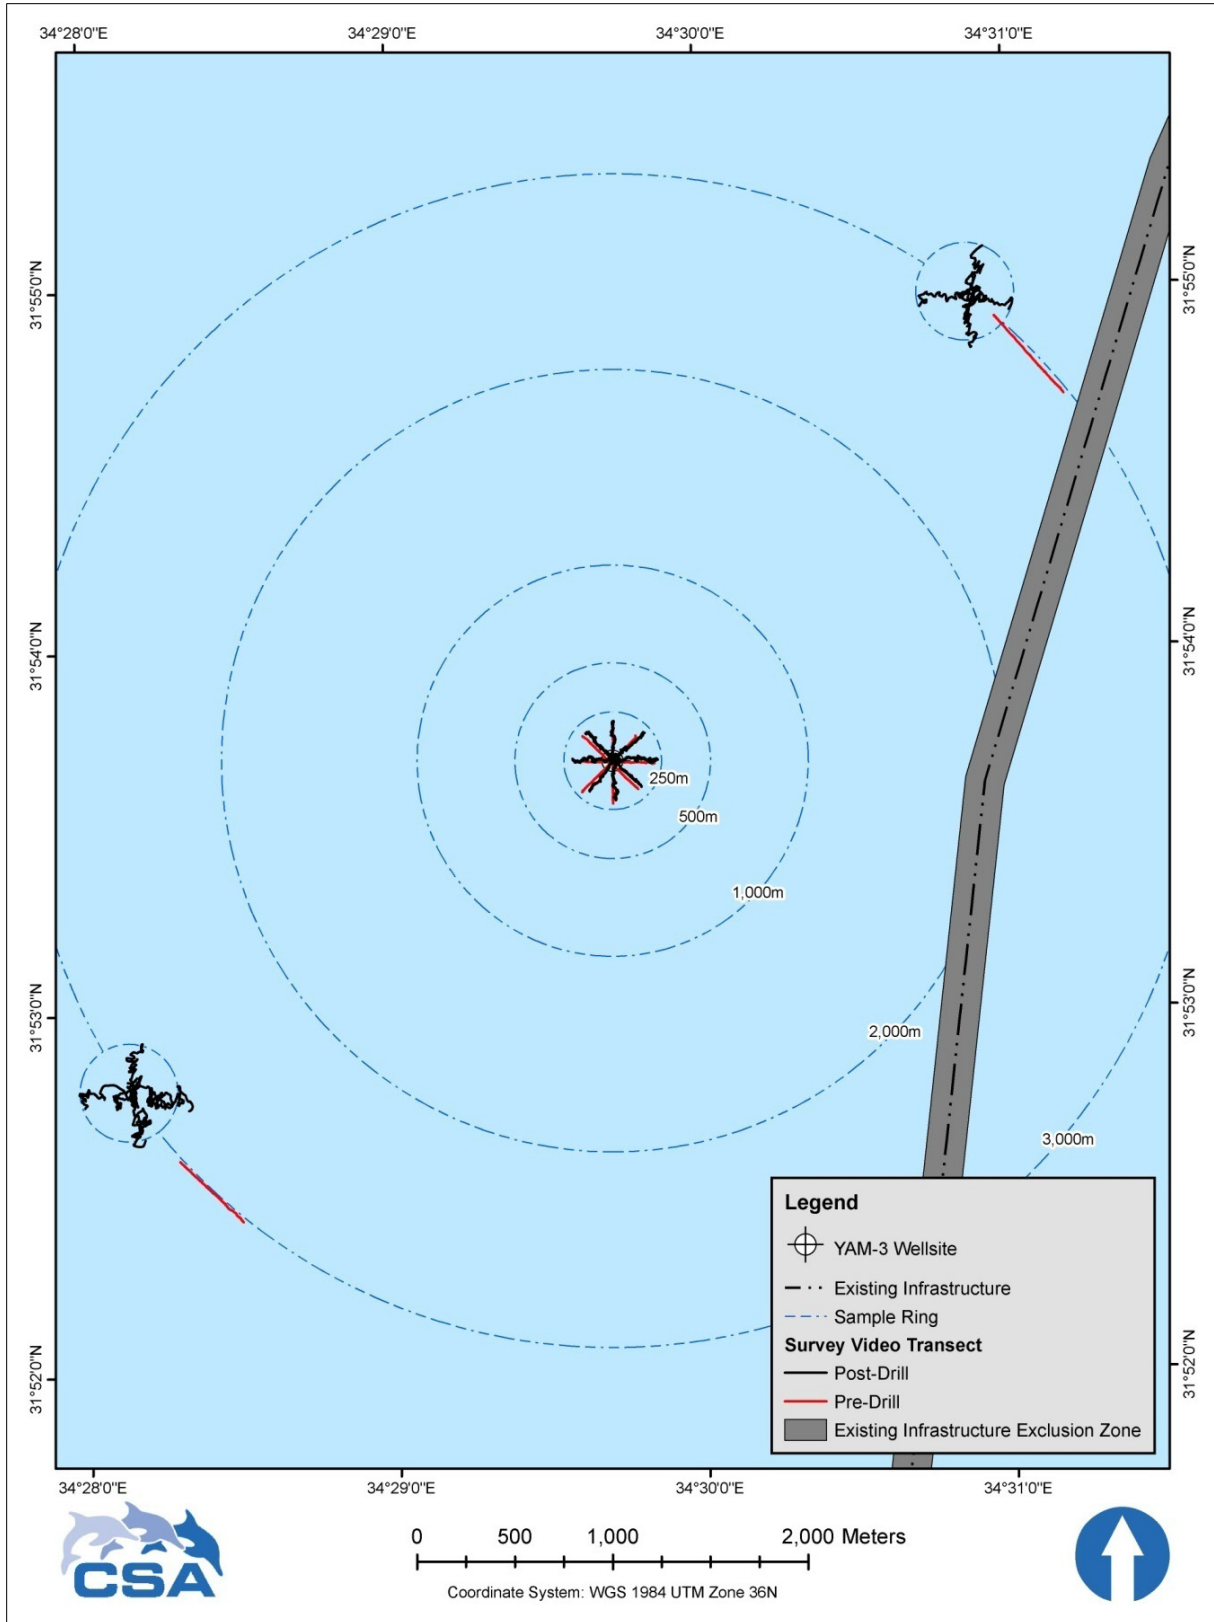 34°28'0"E
34°29'0"E
34°30'0"E
34°31'0"E
31°55'0"N
31°55'0"N
31°54'0"N
31°54'0"N
250m
500m
1,000m
31°53'0"N
31°53'0"N
2,000m
3,000m
Legend
YAM-3 Wellsite
Existing Infrastructure
Sample Ring
Survey Video Transect
Post-Drill
Pre-Drill
Existing Infrastructure Exclusion Zone
31°52'0"N
31°52'0"N
34°28'0"E
34°29'0"E
34°30'0"E
34°31'0"E
CSA
0 500 1,000 2,000 Meters
Coordinate System: WGS 1984 UTM Zone 36N